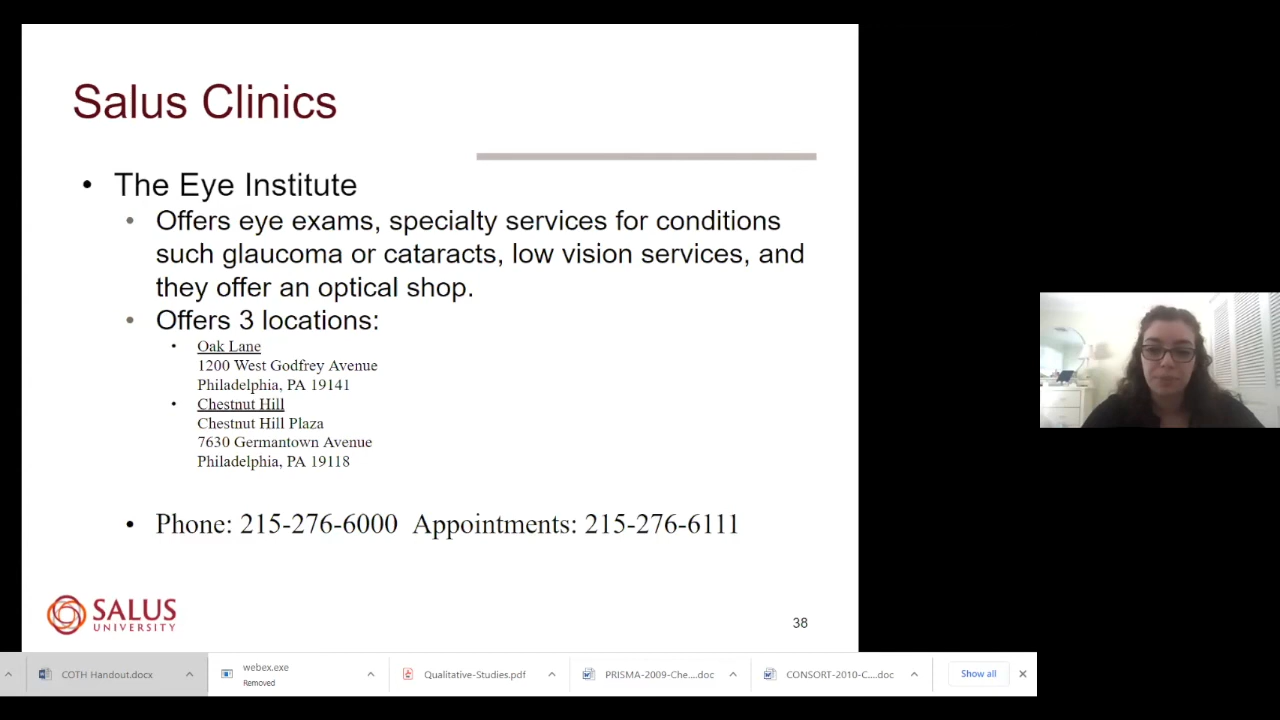 Salus Clinics
• The Eye Institute
• Offers eye exams, specialty services for conditions
such glaucoma or cataracts, low vision services, and
they offer an optical shop.
• Offers 3 locations:
• Oak Lane
1200 West Godfrey Avenue
Philadelphia, PA 19141
• Chestnut Hill
Chestnut Hill Plaza
7630 Germantown Avenue
Philadelphia, PA 19118
• Phone: 215-276-6000 Appointments: 215-276-6111
SALUS
UNIVERSITY
38
COTH Handout.docx
webex.exe
Removed
Qualitative-Studies.pdf
PRISMA-2009-Che....doc
CONSORT-2010-C....doc
Show all